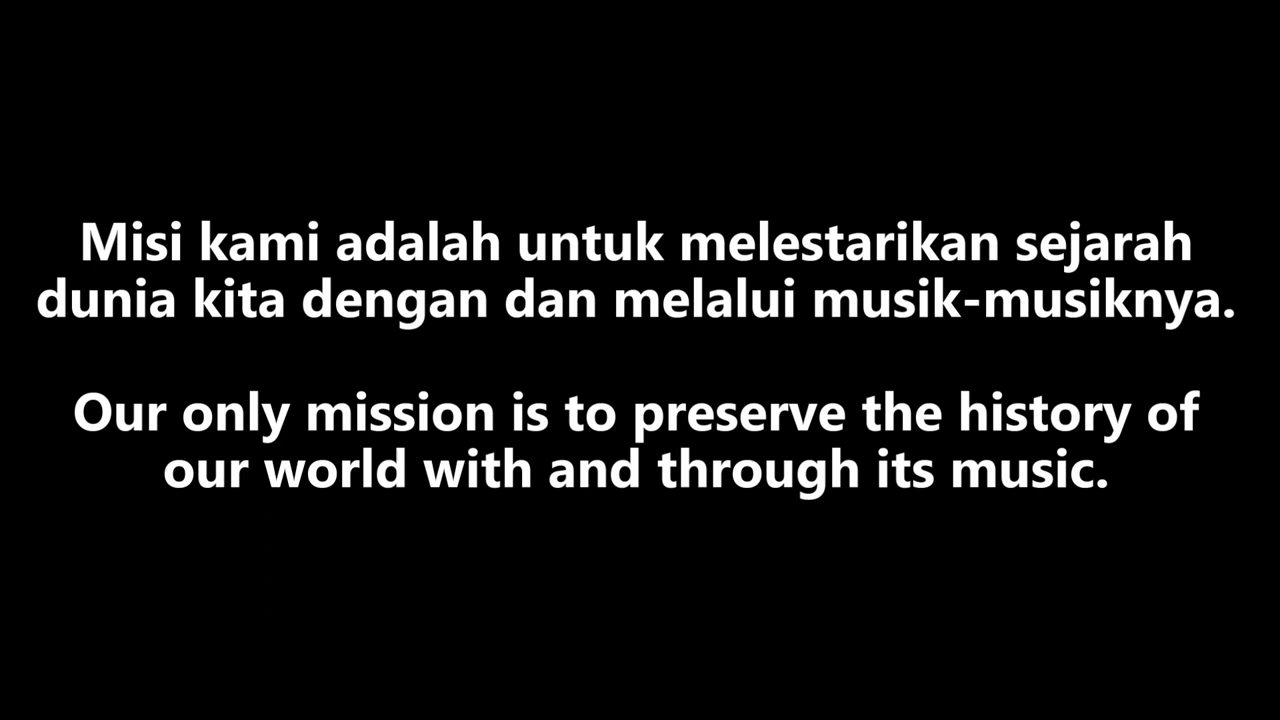 Misi kami adalah untuk melestarikan sejarah
dunia kita dengan dan melalui musik-musiknya.
Our only mission is to preserve the history of
our world with and through its music.